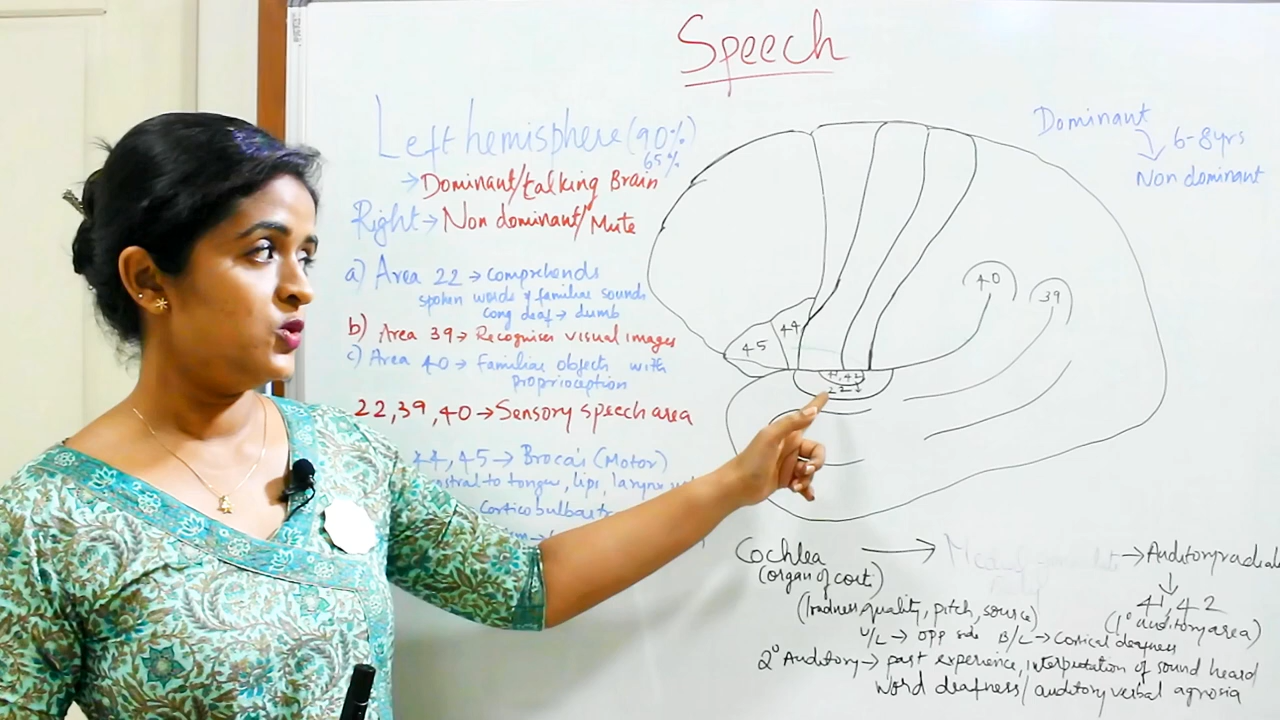 Speech
Left hemisphere (90%)
65%
→ Dominant/talking Brain
Right → Non dominant/Mute
a) Area 22 → Comprehends
spoken words & familiar sounds
cong deaf → dumb
b) Area 39 → Recognises visual images
c) Area 40 → Familiar objects with
proprioception
22, 39, 40 → Sensory speech area
44, 45 → Broca's (Motor)
to tongue, lips, larynx
Corticobulbar
Dominant
6-8yrs
Non dominant
40
39
44
45
41, 42
22
Cochlea → → Auditory
(organ of corti)
41, 42
(loudness, quality, pitch, source)
(1° auditory area)
U/L → opp side B/L → Cortical deafness
2° Auditory → past experience, interpretation of sound heard
Word deafness/ auditory verbal agnosia